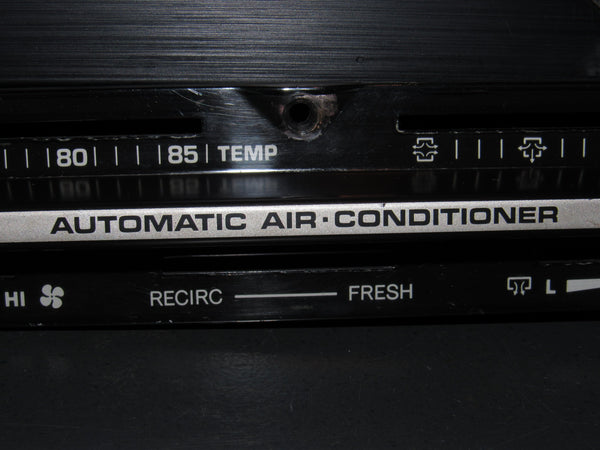 80 85 TEMP
AUTOMATIC AIR·CONDITIONER
HI RECIRC FRESH L